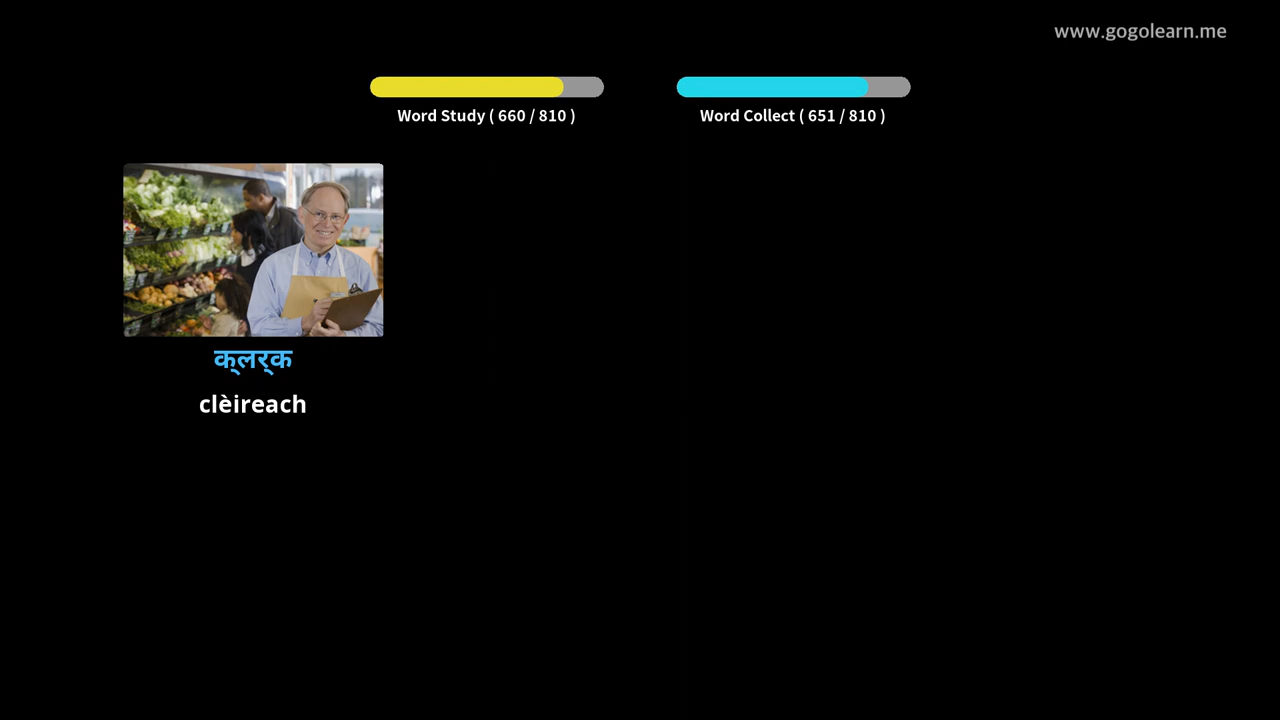 www.gogolearn.me
Word Study ( 660 / 810 )
Word Collect ( 651 / 810 )
क्लर्क
clèireach